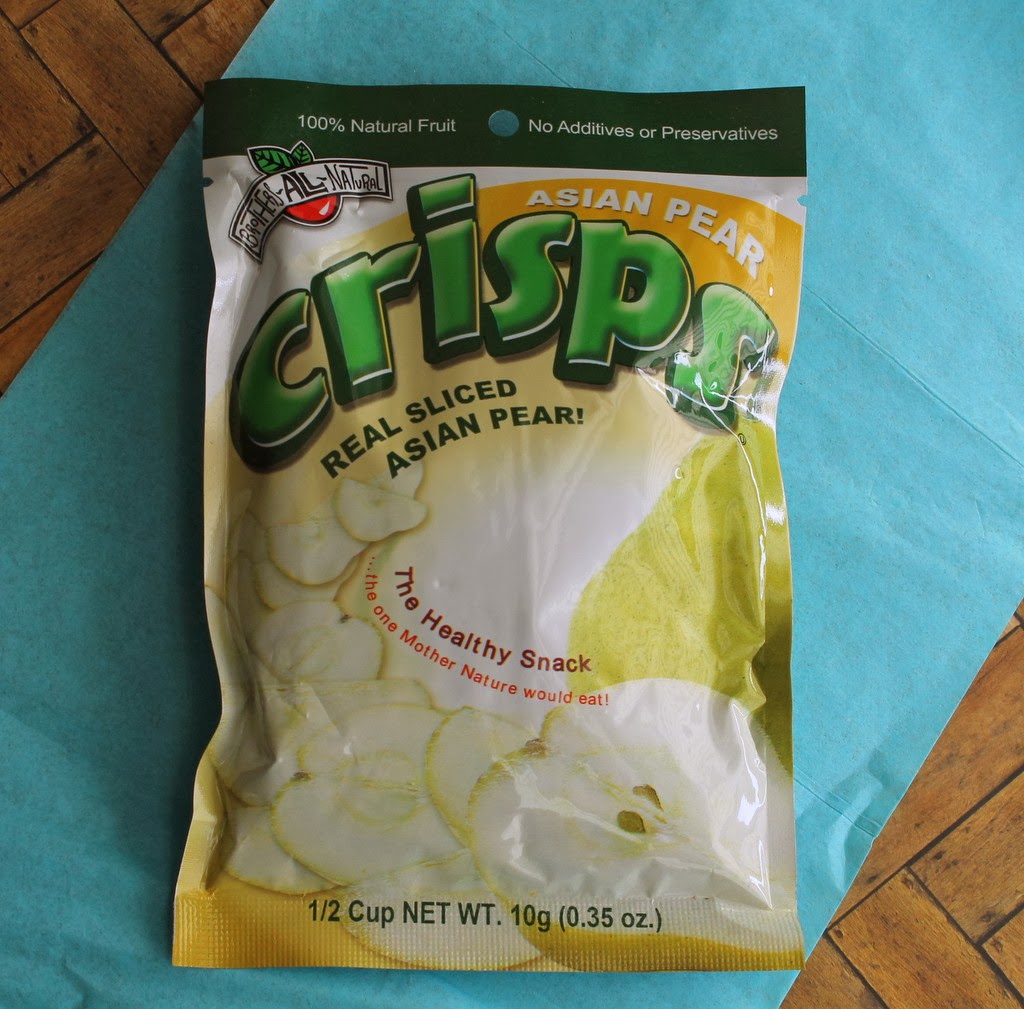 100% Natural Fruit
No Additives or Preservatives
BROTHERS-ALL-NATURAL
ASIAN PEAR
crisps
REAL SLICED
ASIAN PEAR!
The Healthy Snack
...the one Mother Nature would eat!
1/2 Cup NET WT. 10g (0.35 oz.)